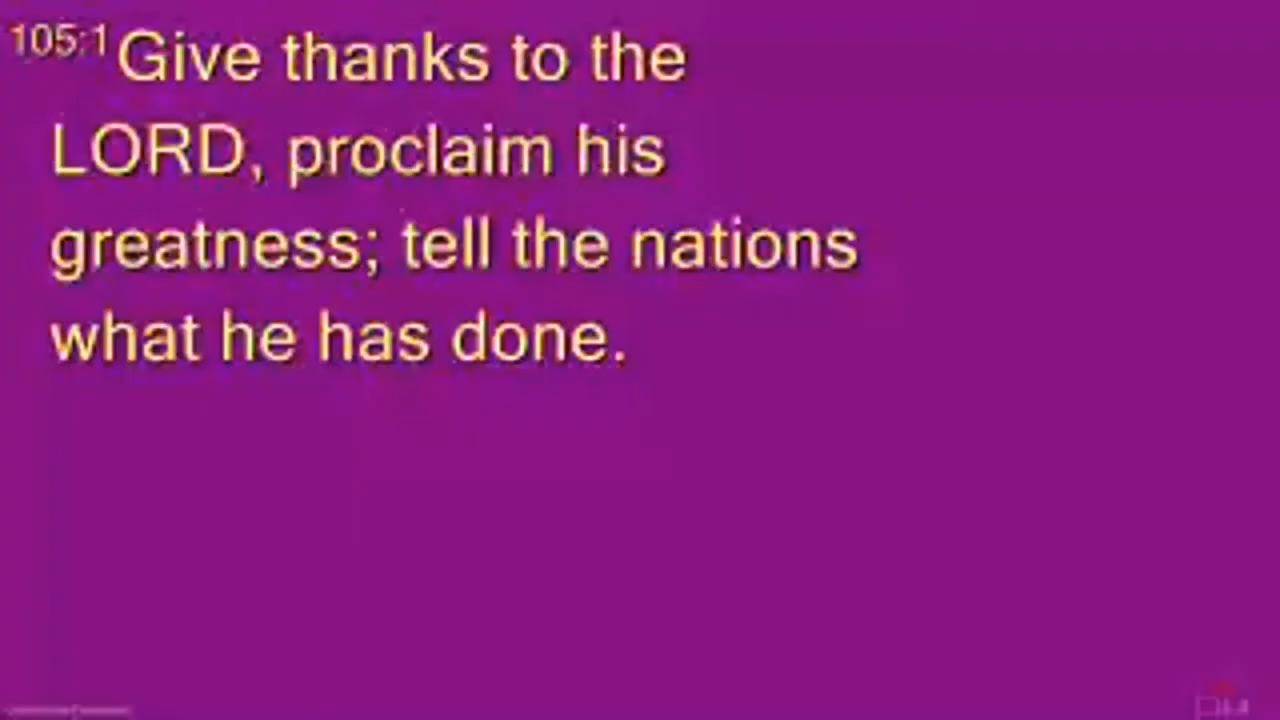 105:1 Give thanks to the
LORD, proclaim his
greatness; tell the nations
what he has done.